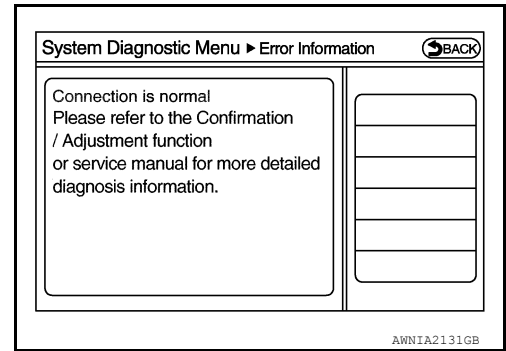 System Diagnostic Menu ► Error Information
BACK
Connection is normal
Please refer to the Confirmation
/ Adjustment function
or service manual for more detailed
diagnosis information.
AWNIA2131GB